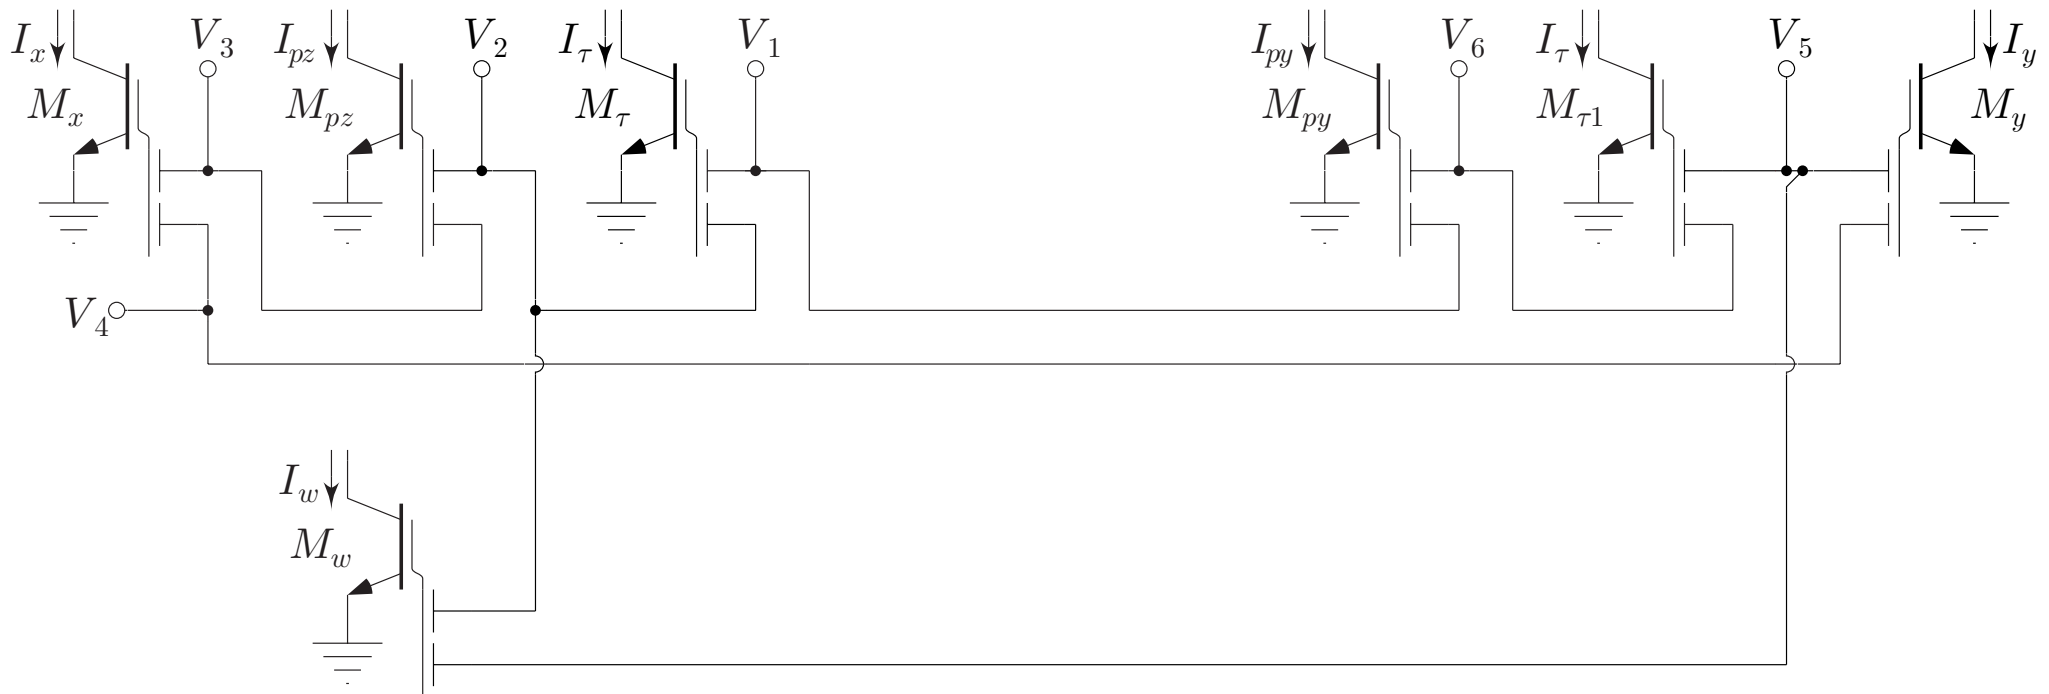 I_x V_3 I_pz V_2 I_τ V_1 I_py V_6 I_τ V_5 I_y
M_x M_pz M_τ M_py M_τ1 M_y
V_4
I_w
M_w